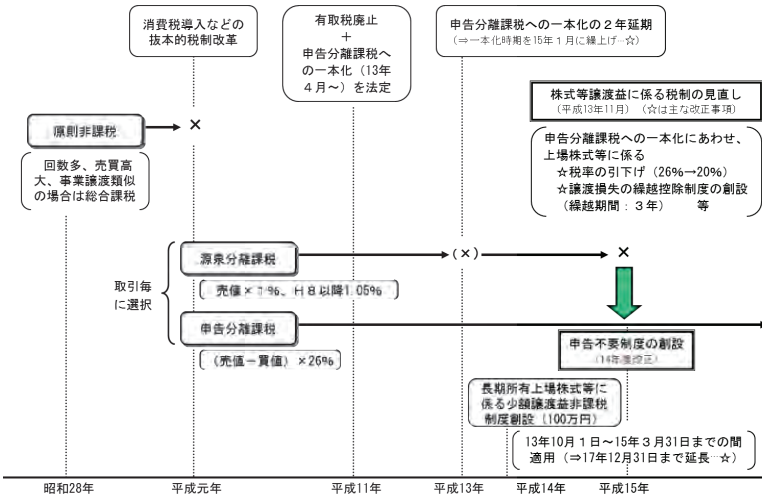 消費税導入などの
抜本的税制改革
有取税廃止
＋
申告分離課税へ
の一本化（13年
４月～）を法定
申告分離課税への一本化の２年延期
（⇒一本化時期を15年１月に繰上げ…☆）
株式等譲渡益に係る税制の見直し
（平成13年11月）（☆は主な改正事項）
原則非課税
×
回数多、売買高
大、事業譲渡類似
の場合は総合課税
申告分離課税への一本化にあわせ、
上場株式等に係る
☆税率の引下げ（26%→20%）
☆譲渡損失の繰越控除制度の創設
（繰越期間：３年）　等
取引毎
に選択
源泉分離課税
(×)
×
売値×1%、H８以降1.05%
申告分離課税
（売値－買値）×26%
申告不要制度の創設
（14年度改正）
長期所有上場株式等に
係る少額譲渡益非課税
制度創設（100万円）
13年10月１日～15年３月31日までの間
適用（⇒17年12月31日まで延長…☆）
昭和28年
平成元年
平成11年
平成13年
平成14年
平成15年